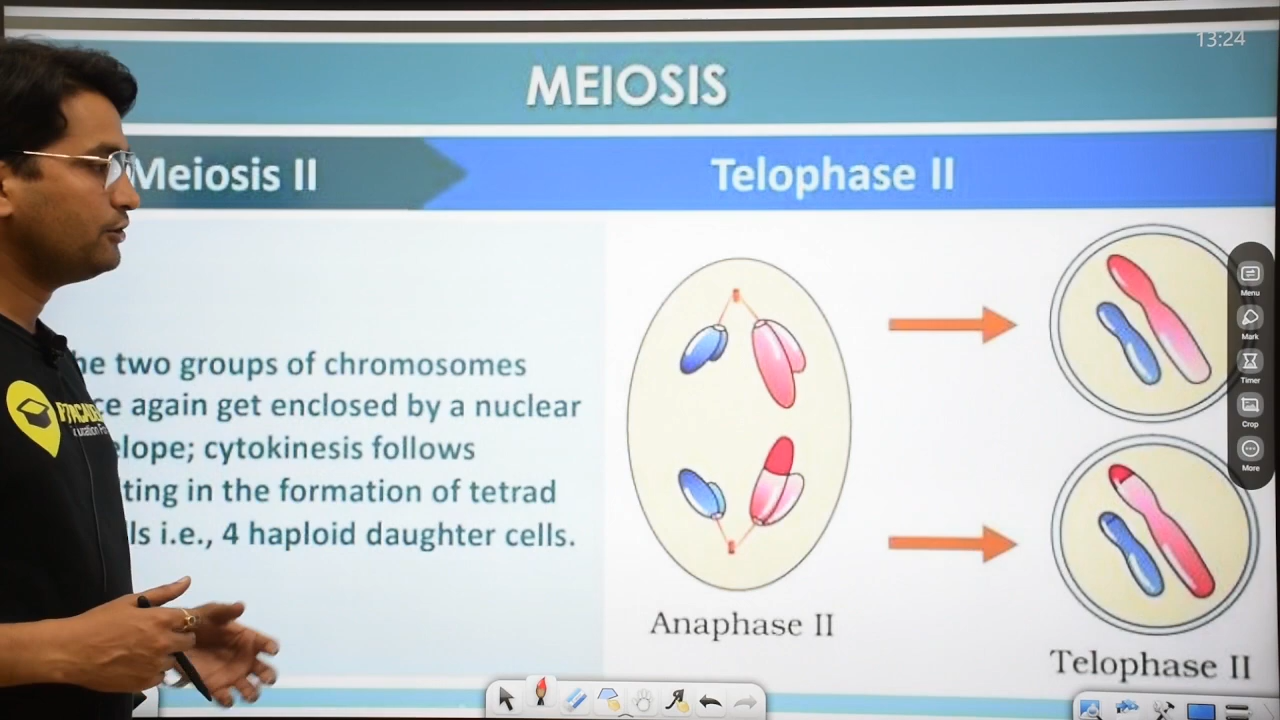 13:24
MEIOSIS
Meiosis II
Telophase II
he two groups of chromosomes
ce again get enclosed by a nuclear
elope; cytokinesis follows
ting in the formation of tetrad
ls i.e., 4 haploid daughter cells.
Anaphase II
Telophase II
Menu
Mark
Timer
Crop
More